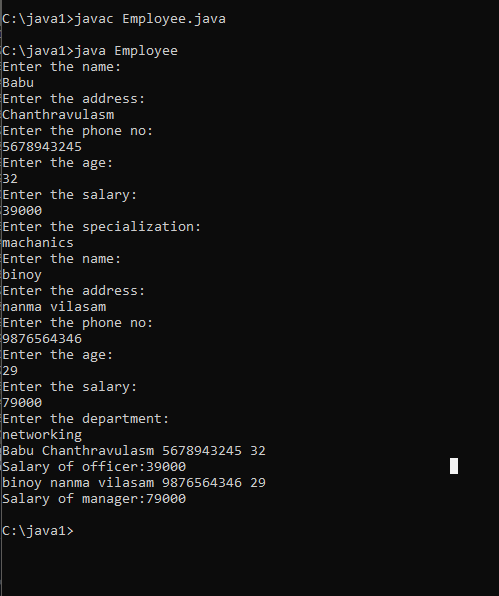 C:\java1>javac Employee.java
C:\java1>java Employee
Enter the name:
Babu
Enter the address:
Chanthravulasm
Enter the phone no:
5678943245
Enter the age:
32
Enter the salary:
39000
Enter the specialization:
machanics
Enter the name:
binoy
Enter the address:
nanma vilasam
Enter the phone no:
9876564346
Enter the age:
29
Enter the salary:
79000
Enter the department:
networking
Babu Chanthravulasm 5678943245 32
Salary of officer:39000
binoy nanma vilasam 9876564346 29
Salary of manager:79000
C:\java1>